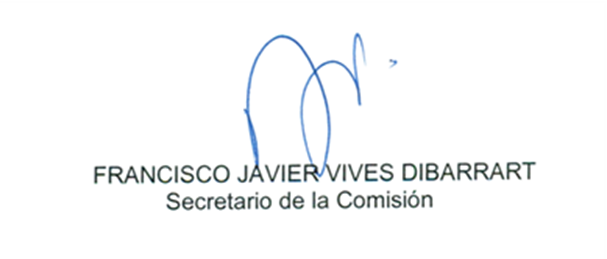 FRANCISCO JAVIER VIVES DIBARRART
Secretario de la Comisión